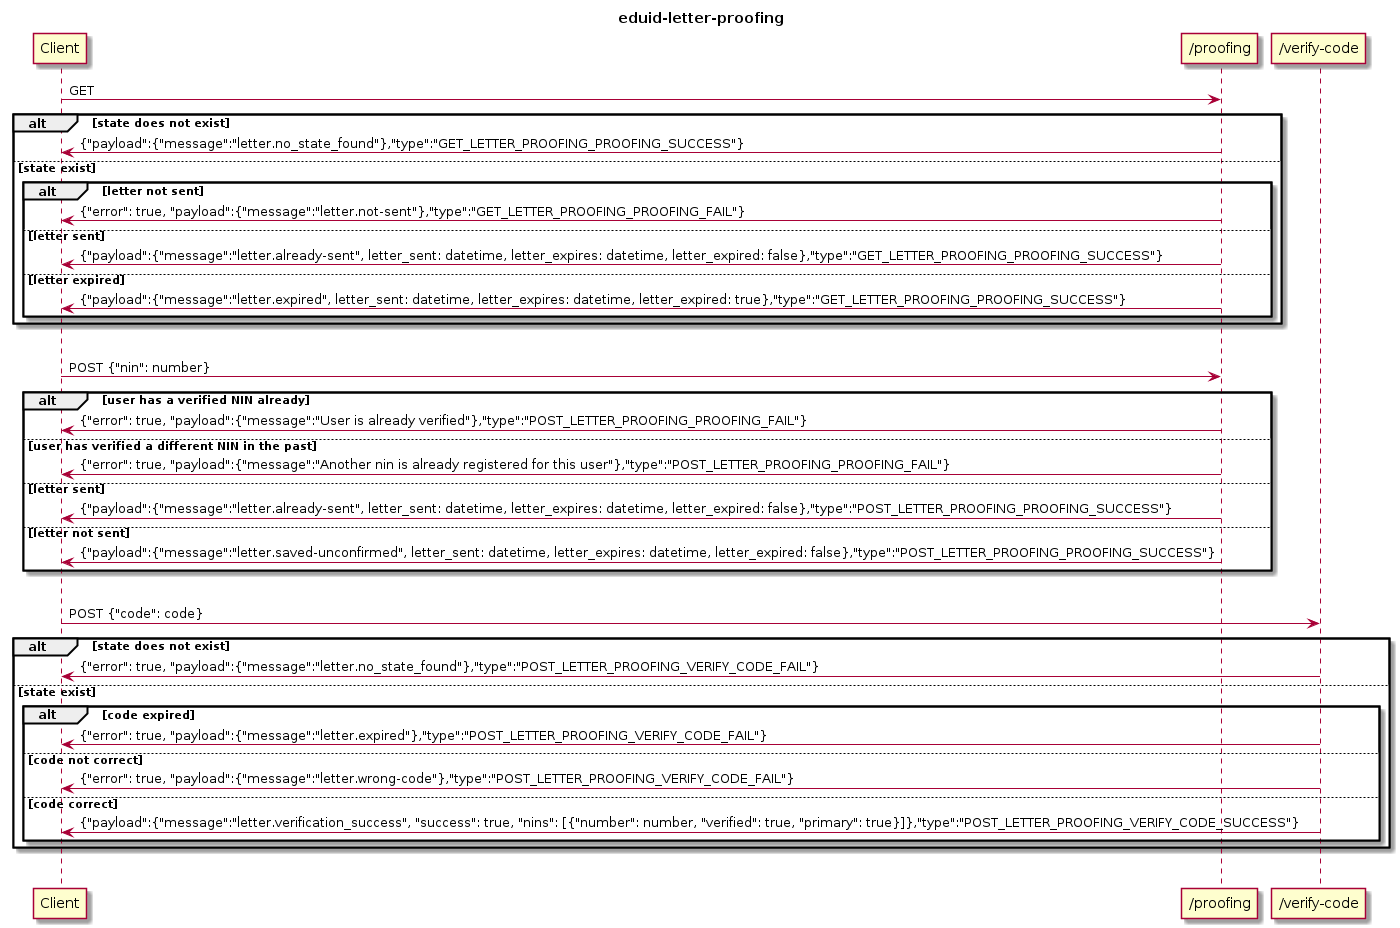 eduid-letter-proofing
Client /proofing /verify-code
GET
alt [state does not exist]
{"payload":{"message":"letter.no_state_found"},"type":"GET_LETTER_PROOFING_PROOFING_SUCCESS"}
[state exist]
alt [letter not sent]
{"error": true, "payload":{"message":"letter.not-sent"},"type":"GET_LETTER_PROOFING_PROOFING_FAIL"}
[letter sent]
{"payload":{"message":"letter.already-sent", letter_sent: datetime, letter_expires: datetime, letter_expired: false},"type":"GET_LETTER_PROOFING_PROOFING_SUCCESS"}
[letter expired]
{"payload":{"message":"letter.expired", letter_sent: datetime, letter_expires: datetime, letter_expired: true},"type":"GET_LETTER_PROOFING_PROOFING_SUCCESS"}
POST {"nin": number}
alt [user has a verified NIN already]
{"error": true, "payload":{"message":"User is already verified"},"type":"POST_LETTER_PROOFING_PROOFING_FAIL"}
[user has verified a different NIN in the past]
{"error": true, "payload":{"message":"Another nin is already registered for this user"},"type":"POST_LETTER_PROOFING_PROOFING_FAIL"}
[letter sent]
{"payload":{"message":"letter.already-sent", letter_sent: datetime, letter_expires: datetime, letter_expired: false},"type":"POST_LETTER_PROOFING_PROOFING_SUCCESS"}
[letter not sent]
{"payload":{"message":"letter.saved-unconfirmed", letter_sent: datetime, letter_expires: datetime, letter_expired: false},"type":"POST_LETTER_PROOFING_PROOFING_SUCCESS"}
POST {"code": code}
alt [state does not exist]
{"error": true, "payload":{"message":"letter.no_state_found"},"type":"POST_LETTER_PROOFING_VERIFY_CODE_FAIL"}
[state exist]
alt [code expired]
{"error": true, "payload":{"message":"letter.expired"},"type":"POST_LETTER_PROOFING_VERIFY_CODE_FAIL"}
[code not correct]
{"error": true, "payload":{"message":"letter.wrong-code"},"type":"POST_LETTER_PROOFING_VERIFY_CODE_FAIL"}
[code correct]
{"payload":{"message":"letter.verification_success", "success": true, "nins": [{"number": number, "verified": true, "primary": true}]},"type":"POST_LETTER_PROOFING_VERIFY_CODE_SUCCESS"}
Client /proofing /verify-code